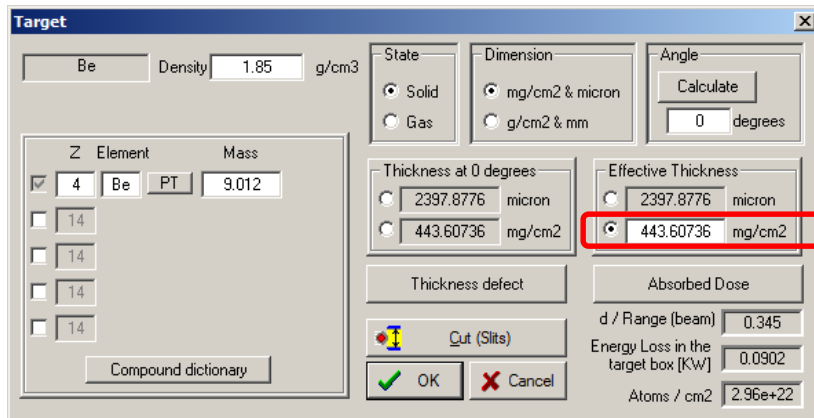 Target
Be Density 1.85 g/cm3
State
Solid
Gas
Dimension
mg/cm2 & micron
g/cm2 & mm
Angle
Calculate
0 degrees
Z Element Mass
4 Be PT 9.012
14
14
14
14
Compound dictionary
Thickness at 0 degrees
2397.8776 micron
443.60736 mg/cm2
Effective Thickness
2397.8776 micron
443.60736 mg/cm2
Thickness defect
Absorbed Dose
Cut (Slits)
OK
Cancel
d / Range (beam) 0.345
Energy Loss in the
target box [KW] 0.0902
Atoms / cm2 2.96e+22